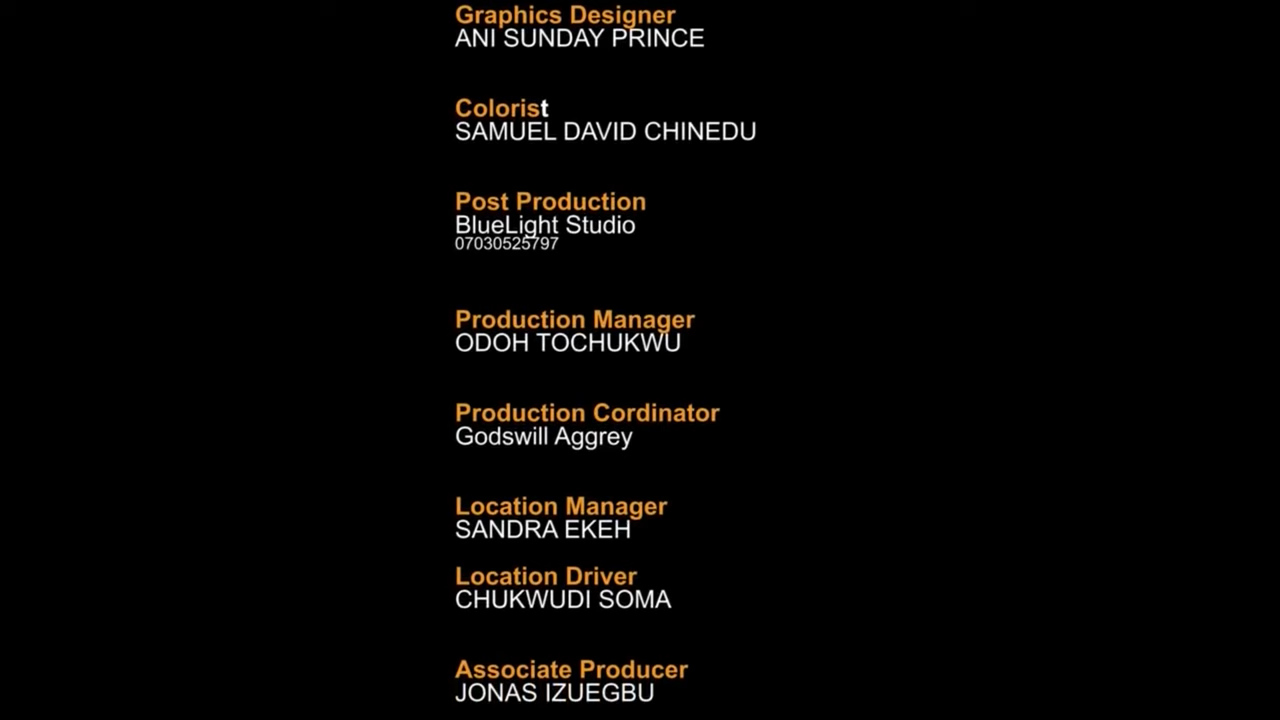 Graphics Designer
ANI SUNDAY PRINCE
Colorist
SAMUEL DAVID CHINEDU
Post Production
BlueLight Studio
07030525797
Production Manager
ODOH TOCHUKWU
Production Cordinator
Godswill Aggrey
Location Manager
SANDRA EKEH
Location Driver
CHUKWUDI SOMA
Associate Producer
JONAS IZUEGBU